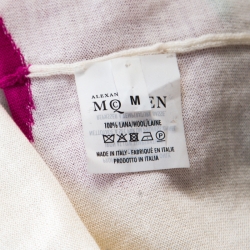 ALEXAN
MQ M EN
100% LANA/WOOL/LAINE
MADE IN ITALY - FABRIQUÉ EN ITALIE
PRODOTTO IN ITALIA